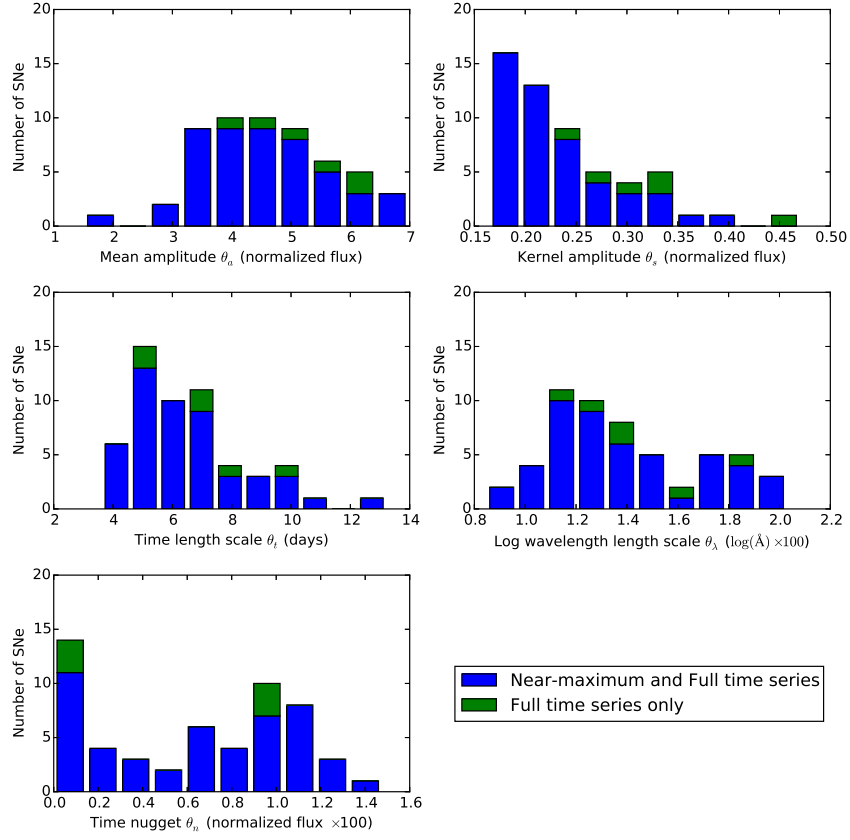 20
15
10
5
0
Number of SNe
1 2 3 4 5 6 7
Mean amplitude θₐ (normalized flux)
20
15
10
5
0
Number of SNe
0.15 0.20 0.25 0.30 0.35 0.40 0.45 0.50
Kernel amplitude θₛ (normalized flux)
20
15
10
5
0
Number of SNe
2 4 6 8 10 12 14
Time length scale θₜ (days)
20
15
10
5
0
Number of SNe
0.8 1.0 1.2 1.4 1.6 1.8 2.0 2.2
Log wavelength length scale θ_λ (log(Å) ×100)
20
15
10
5
0
Number of SNe
0.0 0.2 0.4 0.6 0.8 1.0 1.2 1.4 1.6
Time nugget θₙ (normalized flux ×100)
Near-maximum and Full time series
Full time series only